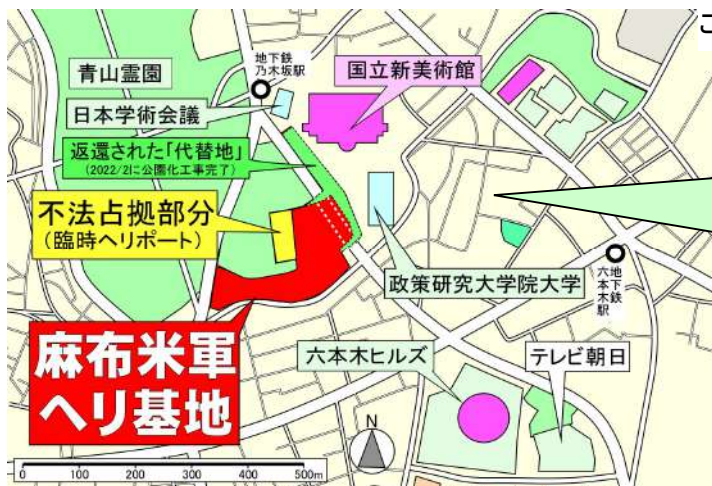 青山霊園
地下鉄
乃木坂駅
国立新美術館
日本学術会議
返還された「代替地」
(2022/2に公園化工事完了)
不法占拠部分
(臨時ヘリポート)
政策研究大学院大学
地下鉄
六本木駅
麻布米軍
ヘリ基地
六本木ヒルズ
テレビ朝日
N
0 100 200 300 400 500m